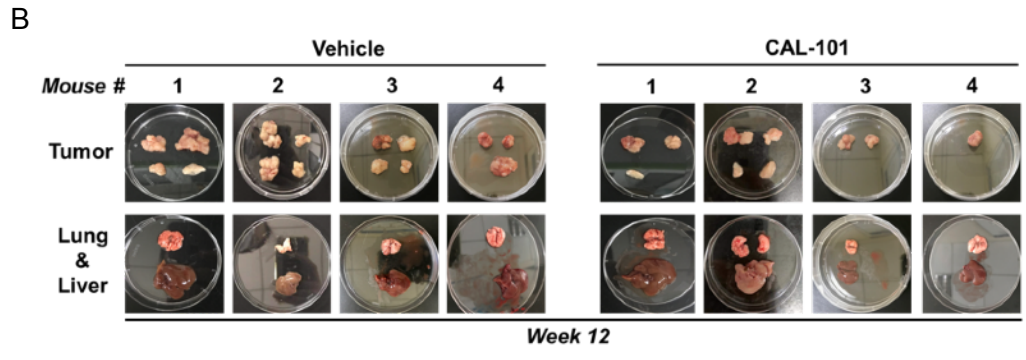 B
Vehicle CAL-101
Mouse # 1 2 3 4 1 2 3 4
Tumor
Lung
&
Liver
Week 12